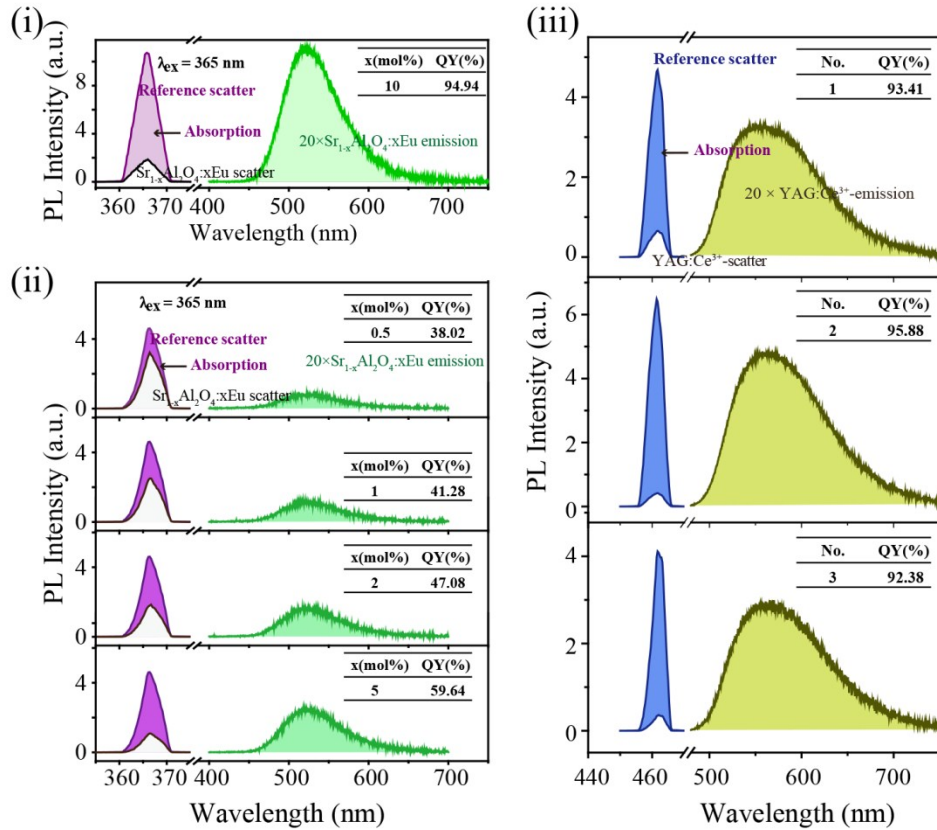 (i)
PL Intensity (a.u.)
8
4
0
λex = 365 nm
Reference scatter
Absorption
Sr1-xAl2O4:xEu scatter
x(mol%) QY(%)
10 94.94
20×Sr1-xAl2O4:xEu emission
360 370 400 500 600 700
Wavelength (nm)
(ii)
PL Intensity (a.u.)
λex = 365 nm
4
0
Reference scatter
Absorption
Sr1-xAl2O4:xEu scatter
x(mol%) QY(%)
0.5 38.02
20×Sr1-xAl2O4:xEu emission
4
0
x(mol%) QY(%)
1 41.28
4
0
x(mol%) QY(%)
2 47.08
4
0
x(mol%) QY(%)
5 59.64
360 370 400 500 600 700
Wavelength (nm)
(iii)
PL Intensity (a.u.)
4
2
0
Reference scatter
Absorption
No. QY(%)
1 93.41
20 × YAG:Ce³⁺-emission
YAG:Ce³⁺-scatter
6
4
2
0
No. QY(%)
2 95.88
4
2
0
No. QY(%)
3 92.38
440 460 500 600 700
Wavelength (nm)